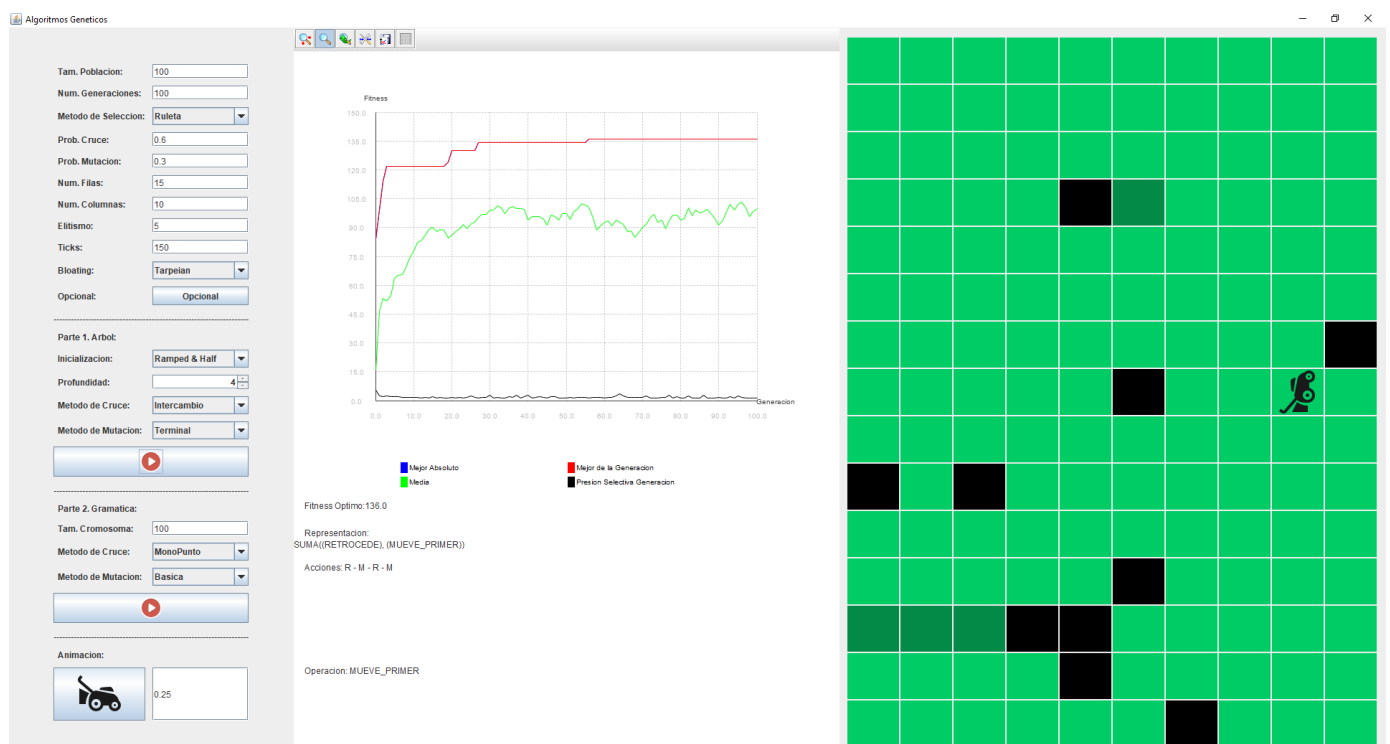 Algoritmos Geneticos
Tam. Poblacion: 100
Num. Generaciones: 100
Metodo de Seleccion: Ruleta
Prob. Cruce: 0.6
Prob. Mutacion: 0.3
Num. Filas: 15
Num. Columnas: 10
Elitismo: 5
Ticks: 150
Bloating: Tarpeian
Opcional: Opcional
Parte 1. Arbol:
Inicializacion: Ramped & Half
Profundidad: 4
Metodo de Cruce: Intercambio
Metodo de Mutacion: Terminal
Parte 2. Gramatica:
Tam. Cromosoma: 100
Metodo de Cruce: MonoPunto
Metodo de Mutacion: Basica
Animacion:
0.25
Fitness
150.0
135.0
120.0
105.0
90.0
75.0
60.0
45.0
30.0
15.0
0.0
Generacion
0.0 10.0 20.0 30.0 40.0 50.0 60.0 70.0 80.0 90.0 100.0
Mejor Absoluto Mejor de la Generacion
Media Presion Selectiva Generacion
Fitness Optimo:136.0
Representacion:
SUMA((RETROCEDE), (MUEVE_PRIMER))
Acciones: R - M - R - M
Operacion: MUEVE_PRIMER